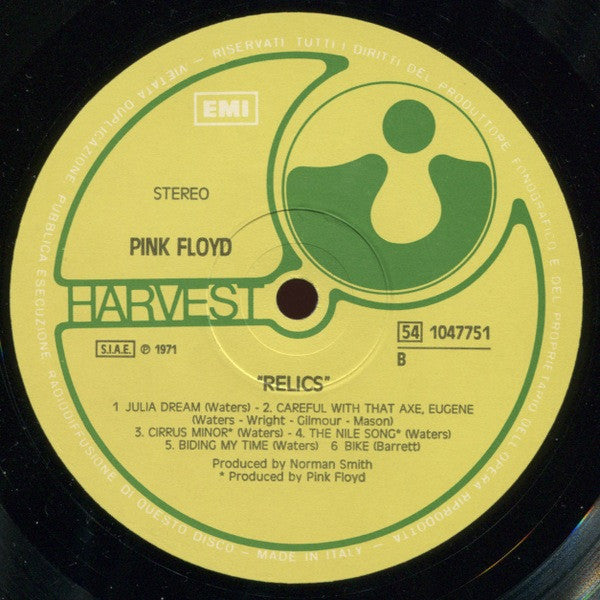 VIETATA DUPLICAZIONE – RISERVATI TUTTI I DIRITTI DEL PRODUTTORE FONOGRAFICO E DEL PROPRIETARIO DELL'OPERA RIPRODOTTA
EMI
STEREO
PINK FLOYD
HARVEST
S.I.A.E. ℗ 1971
54 1047751
B
"RELICS"
1 JULIA DREAM (Waters) - 2. CAREFUL WITH THAT AXE, EUGENE
(Waters - Wright - Gilmour - Mason)
3. CIRRUS MINOR* (Waters) - 4. THE NILE SONG* (Waters)
5. BIDING MY TIME (Waters) 6 BIKE (Barrett)
Produced by Norman Smith
* Produced by Pink Floyd
PUBBLICA ESECUZIONE RADIODIFFUSIONE DI QUESTO DISCO - MADE IN ITALY -